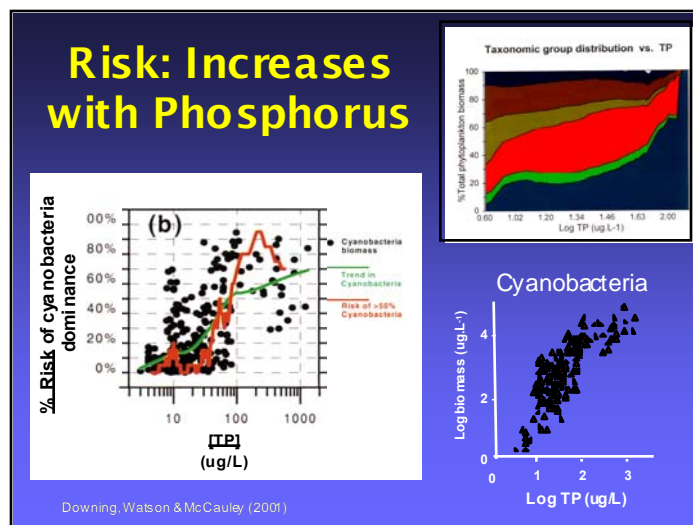 Risk: Increases
with Phosphorus
Taxonomic group distribution vs. TP
%Total phytoplankton biomass
100
80
60
40
20
0
0.60 1.02 1.20 1.34 1.46 1.63 2.00
Log TP (ug.L-1)
% Risk of cyanobacteria
dominance
(b)
00%
80%
60%
40%
20%
0%
10 100 1000
[TP]
(ug/L)
Cyanobacteria
biomass
Trend in
Cyanobacteria
Risk of >50%
Cyanobacteria
Cyanobacteria
Log biomass (ug.L-1)
4
2
0
0 1 2 3
Log TP (ug/L)
Downing, Watson & McCauley (2001)